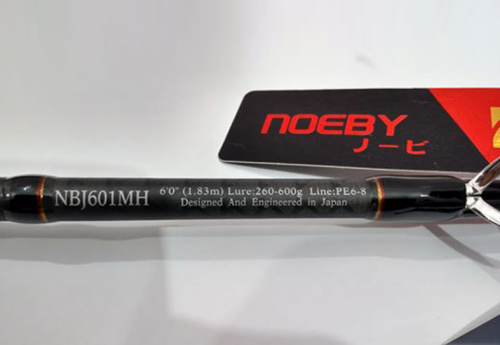 NOEBY
ノービ
NBJ601MH
6'0" (1.83m) Lure:260-600g Line:PE6-8
Designed And Engineered in Japan